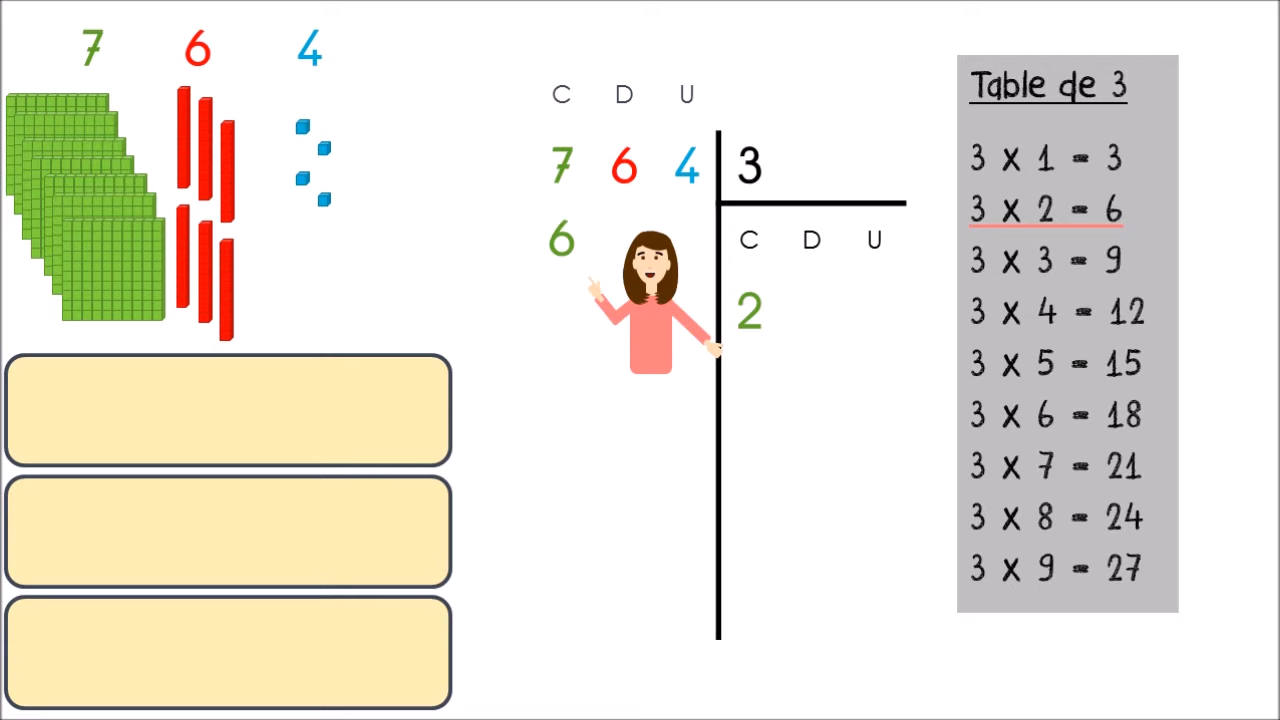 7 6 4
C D U
7 6 4 3
6
C D U
2
Table de 3
3 x 1 = 3
3 x 2 = 6
3 x 3 = 9
3 x 4 = 12
3 x 5 = 15
3 x 6 = 18
3 x 7 = 21
3 x 8 = 24
3 x 9 = 27